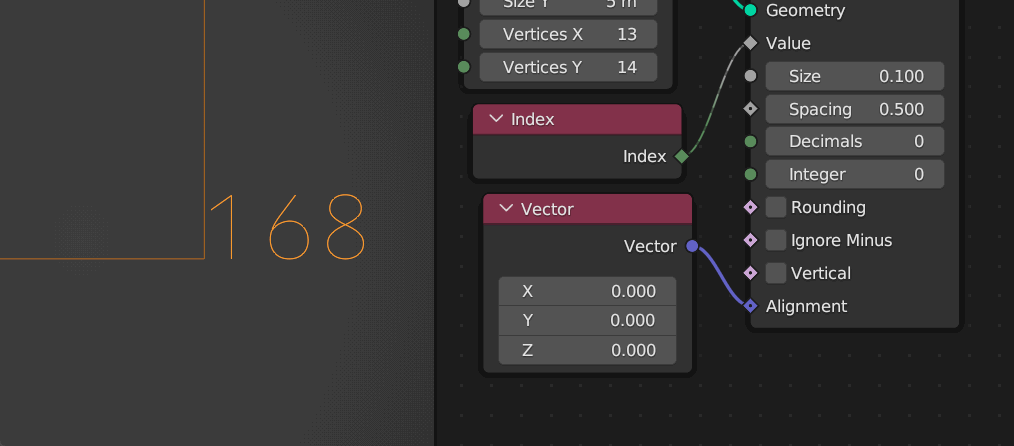 Size Y 5 m
Vertices X 13
Vertices Y 14
Index
Index
Vector
Vector
X 0.000
Y 0.000
Z 0.000
Geometry
Value
Size 0.100
Spacing 0.500
Decimals 0
Integer 0
Rounding
Ignore Minus
Vertical
Alignment
168